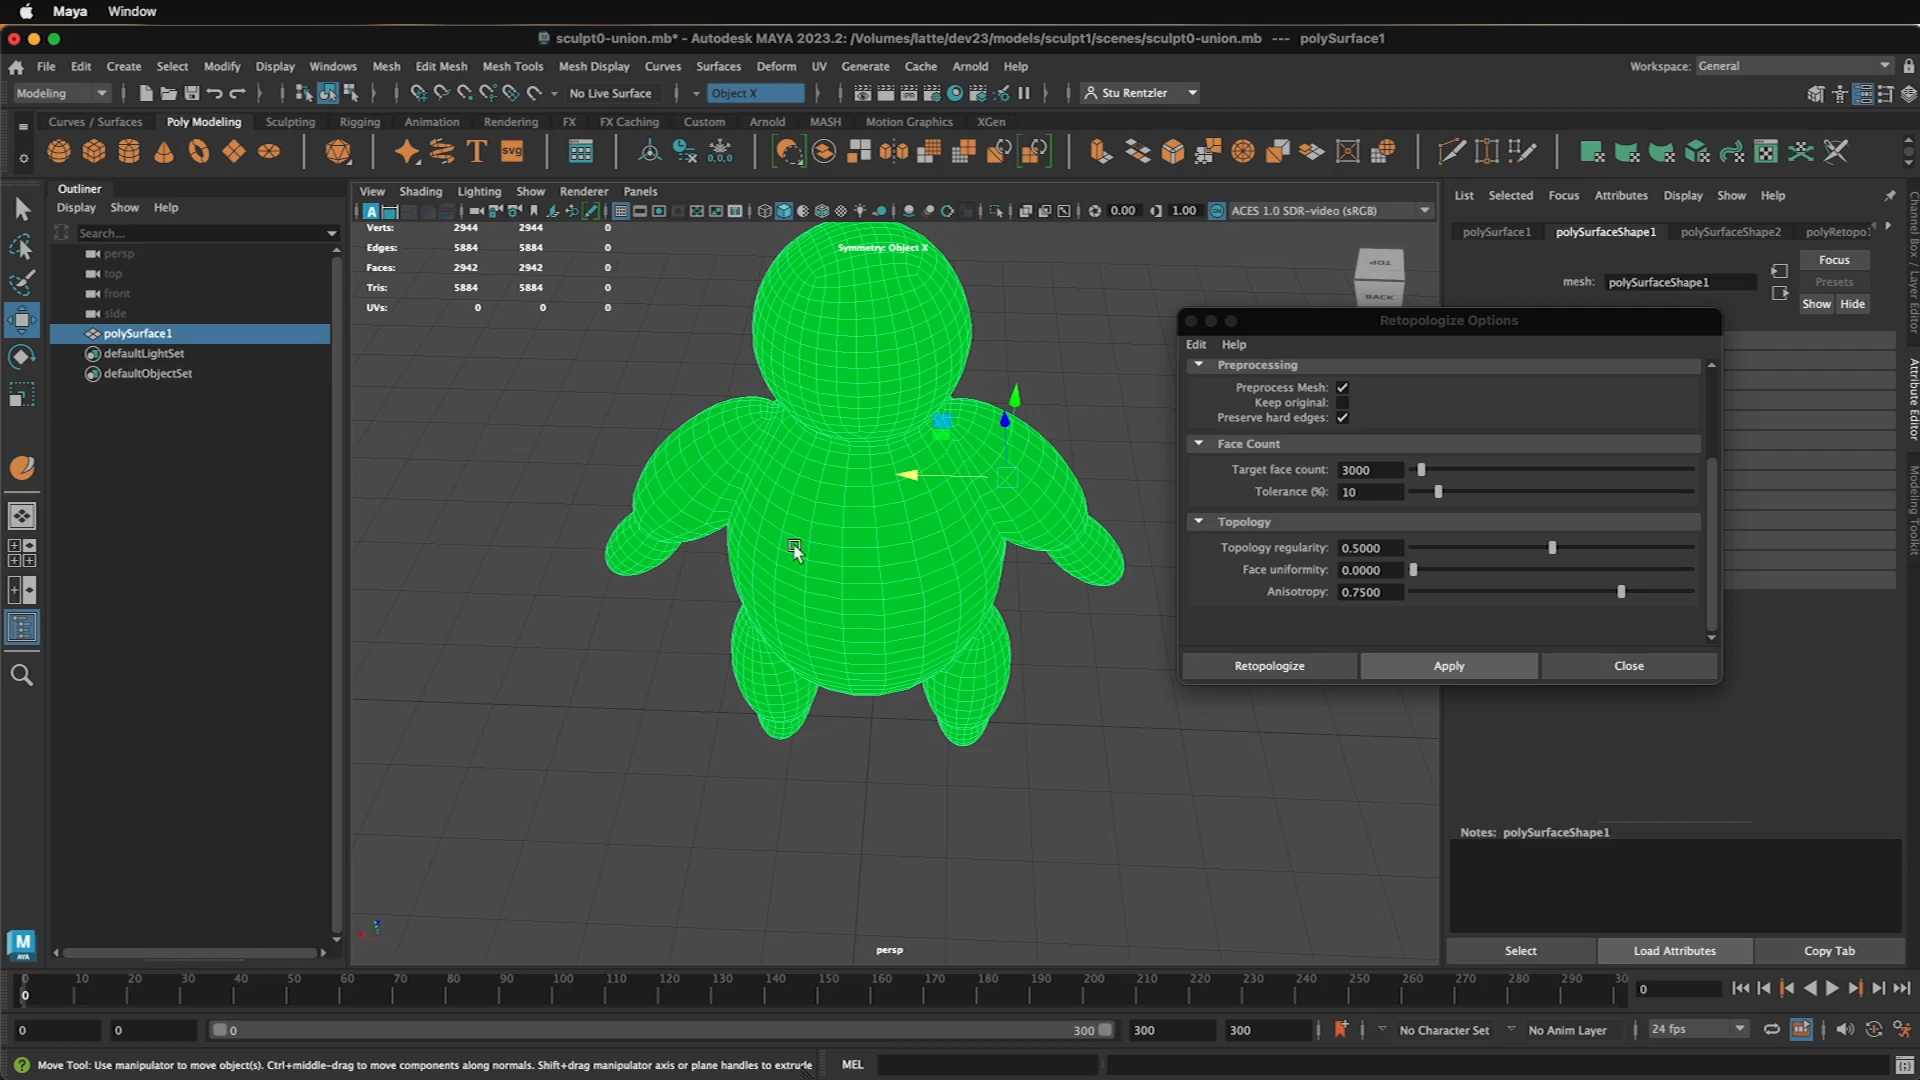 Maya Window
sculpt0-union.mb* - Autodesk MAYA 2023.2: /Volumes/latte/dev23/models/sculpt1/scenes/sculpt0-union.mb --- polySurface1
File Edit Create Select Modify Display Windows Mesh Edit Mesh Mesh Tools Mesh Display Curves Surfaces Deform UV Generate Cache Arnold Help Workspace: General
Modeling No Live Surface Object X Stu Rentzler
Curves / Surfaces Poly Modeling Sculpting Rigging Animation Rendering FX FX Caching Custom Arnold MASH Motion Graphics XGen
T SVG 0,0,0
Outliner
Display Show Help
Search...
persp
top
front
side
polySurface1
defaultLightSet
defaultObjectSet
View Shading Lighting Show Renderer Panels
A 0.00 1.00 ACES 1.0 SDR-video (sRGB)
Verts: 2944 2944 0
Edges: 5884 5884 0
Faces: 2942 2942 0
Tris: 5884 5884 0
UVs: 0 0 0
Symmetry: Object X
TOP
BACK
persp
List Selected Focus Attributes Display Show Help
polySurface1 polySurfaceShape1 polySurfaceShape2 polyRetopo
mesh: polySurfaceShape1
Focus
Presets
Show Hide
Channel Box / Layer Editor
Attribute Editor
Modeling Toolkit
Retopologize Options
Edit Help
Preprocessing
Preprocess Mesh:
Keep original:
Preserve hard edges:
Face Count
Target face count: 3000
Tolerance (%): 10
Topology
Topology regularity: 0.5000
Face uniformity: 0.0000
Anisotropy: 0.7500
Retopologize Apply Close
Notes: polySurfaceShape1
Select Load Attributes Copy Tab
M
AYA
0 10 20 30 40 50 60 70 80 90 100 110 120 130 140 150 160 170 180 190 200 210 220 230 240 250 260 270 280 290 30
0 0
0 0 0 300 300 300 No Character Set No Anim Layer 24 fps
Move Tool: Use manipulator to move object(s). Ctrl+middle-drag to move components along normals. Shift+drag manipulator axis or plane handles to extrude MEL